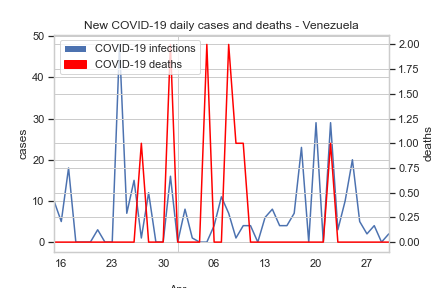 New COVID-19 daily cases and deaths - Venezuela
COVID-19 infections
COVID-19 deaths
cases
50
40
30
20
10
0
deaths
2.00
1.75
1.50
1.25
1.00
0.75
0.50
0.25
0.00
16 23 30 06 13 20 27